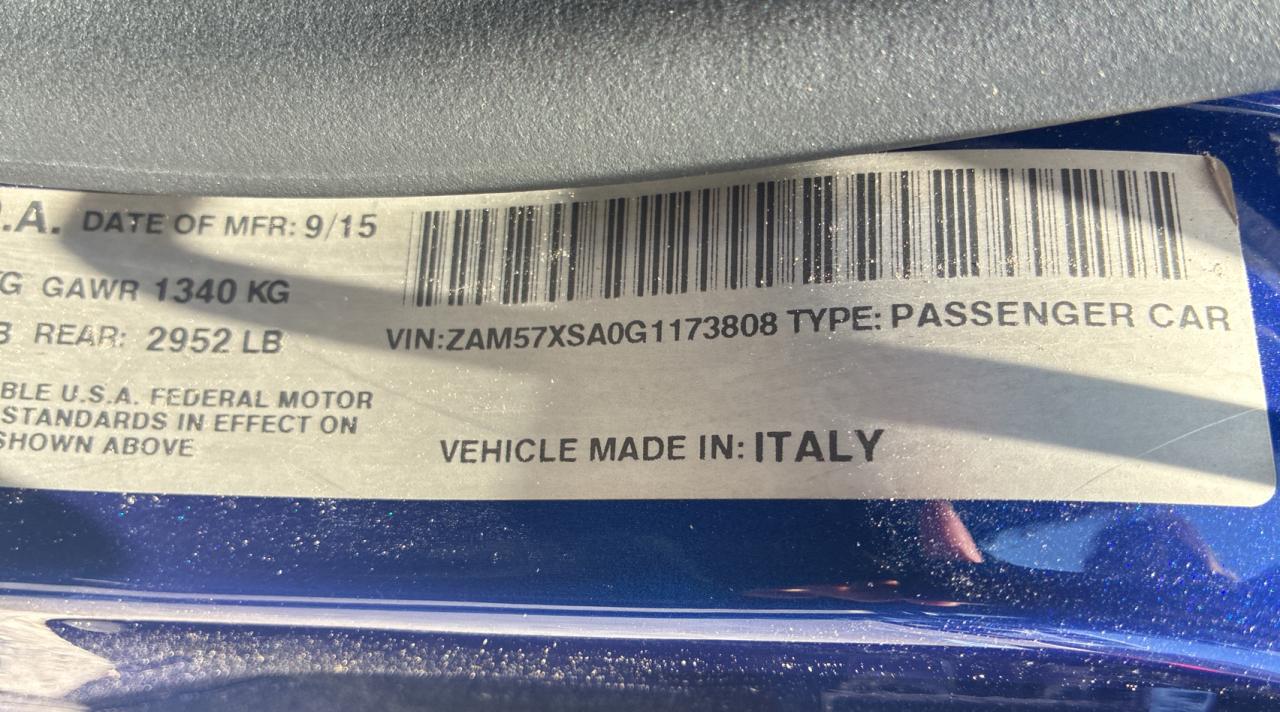 .A. DATE OF MFR: 9/15
G GAWR 1340 KG
B REAR: 2952 LB
VIN:ZAM57XSA0G1173808 TYPE: PASSENGER CAR
BLE U.S.A. FEDERAL MOTOR
STANDARDS IN EFFECT ON
SHOWN ABOVE
VEHICLE MADE IN: ITALY